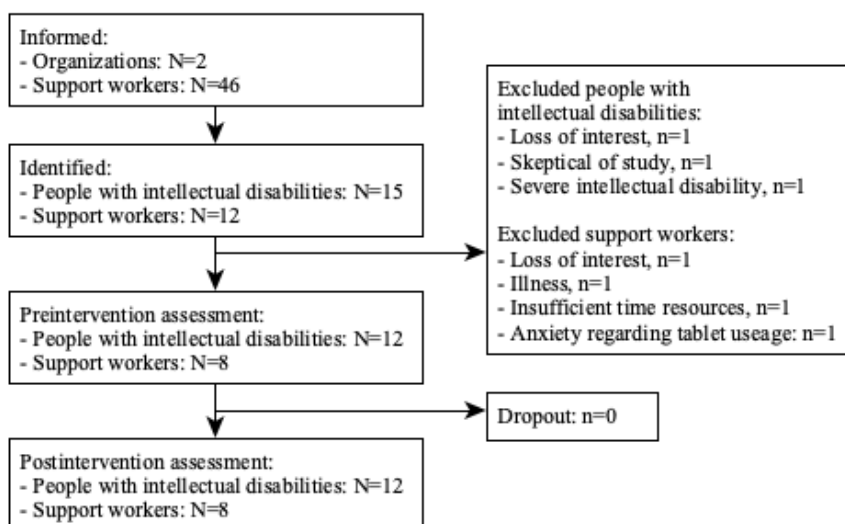 Informed:
- Organizations: N=2
- Support workers: N=46
Identified:
- People with intellectual disabilities: N=15
- Support workers: N=12
Excluded people with
intellectual disabilities:
- Loss of interest, n=1
- Skeptical of study, n=1
- Severe intellectual disability, n=1
Excluded support workers:
- Loss of interest, n=1
- Illness, n=1
- Insufficient time resources, n=1
- Anxiety regarding tablet useage: n=1
Preintervention assessment:
- People with intellectual disabilities: N=12
- Support workers: N=8
Dropout: n=0
Postintervention assessment:
- People with intellectual disabilities: N=12
- Support workers: N=8